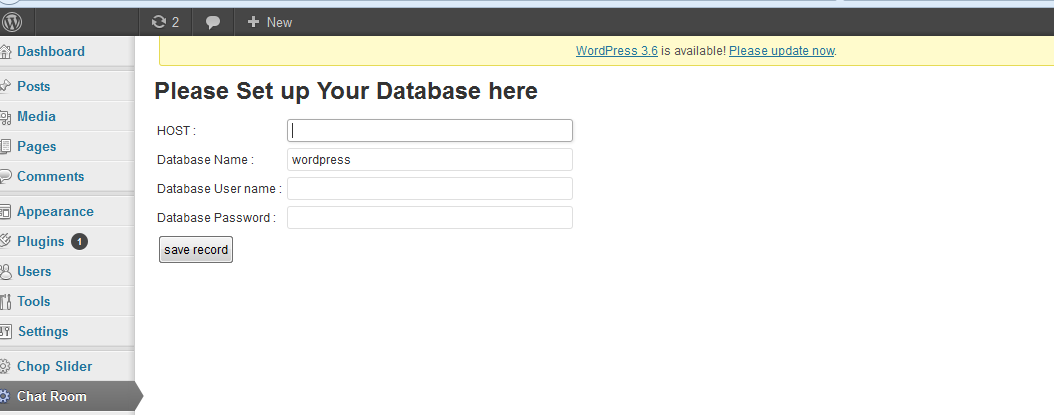 2
New
WordPress 3.6 is available! Please update now.
Dashboard
Posts
Media
Pages
Comments
Appearance
Plugins 1
Users
Tools
Settings
Chop Slider
Chat Room
Please Set up Your Database here
HOST :
Database Name : wordpress
Database User name :
Database Password :
save record